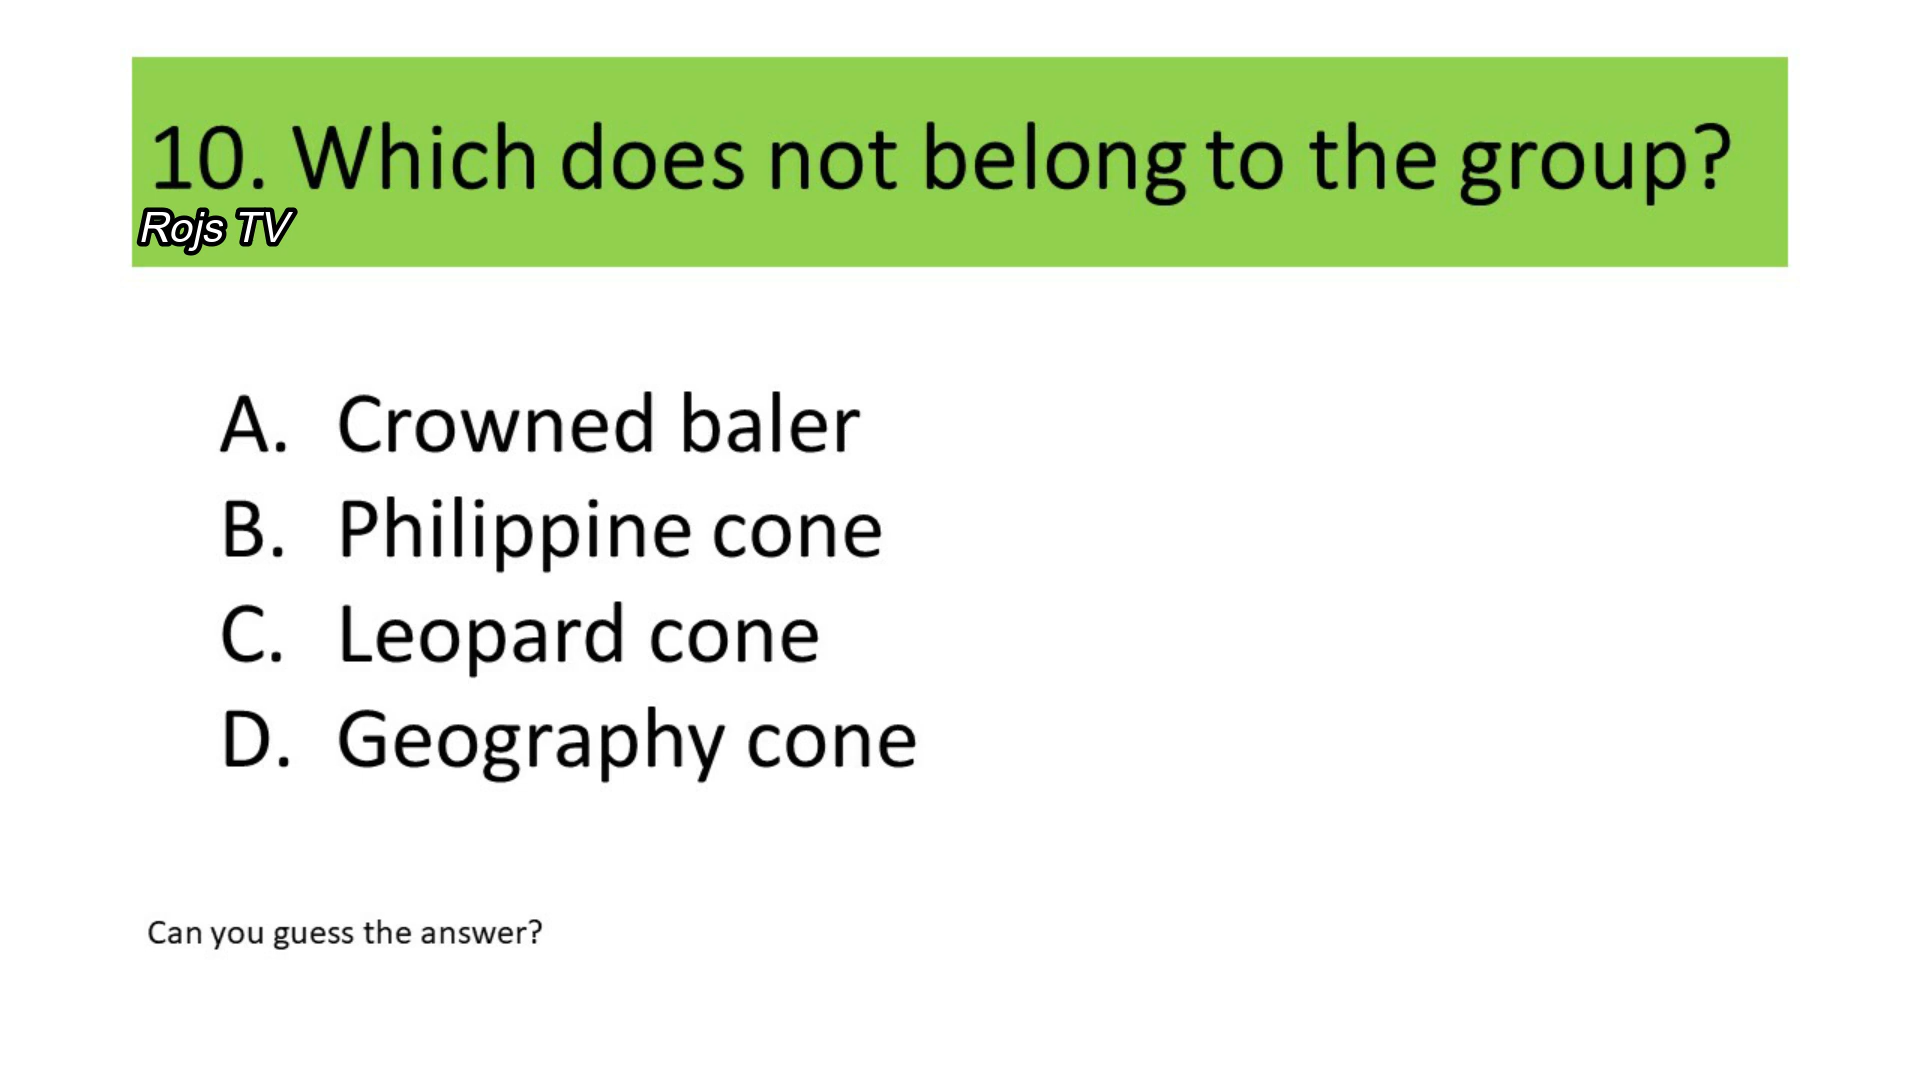 10. Which does not belong to the group?
Rojs TV
A. Crowned baler
B. Philippine cone
C. Leopard cone
D. Geography cone
Can you guess the answer?